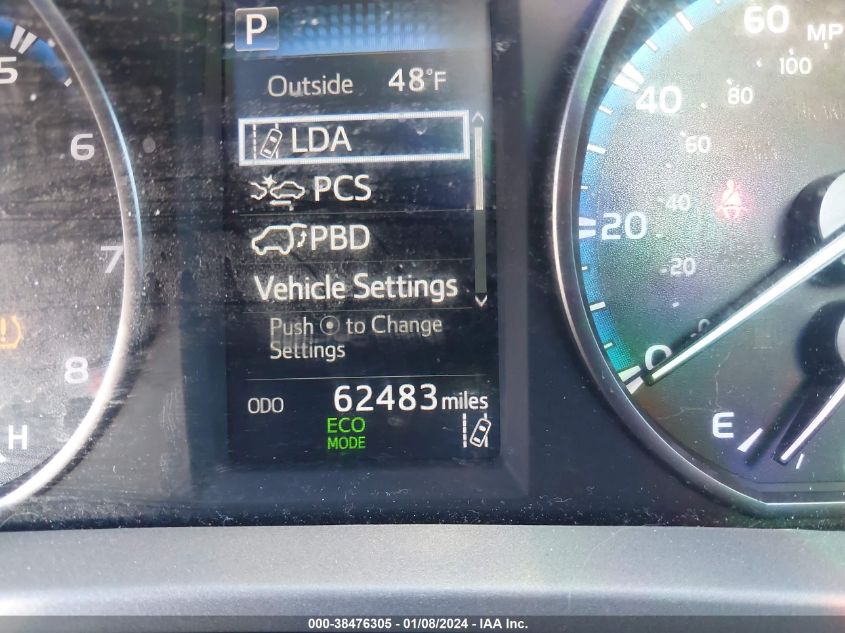 P
Outside 48°F
LDA
PCS
PBD
Vehicle Settings
Push ⦿ to Change
Settings
ODO 62483 miles
ECO
MODE
5
6
7
8
H
60
MP
100
40
80
60
40
20
20
0
0
E
000-38476305 - 01/08/2024 - IAA Inc.